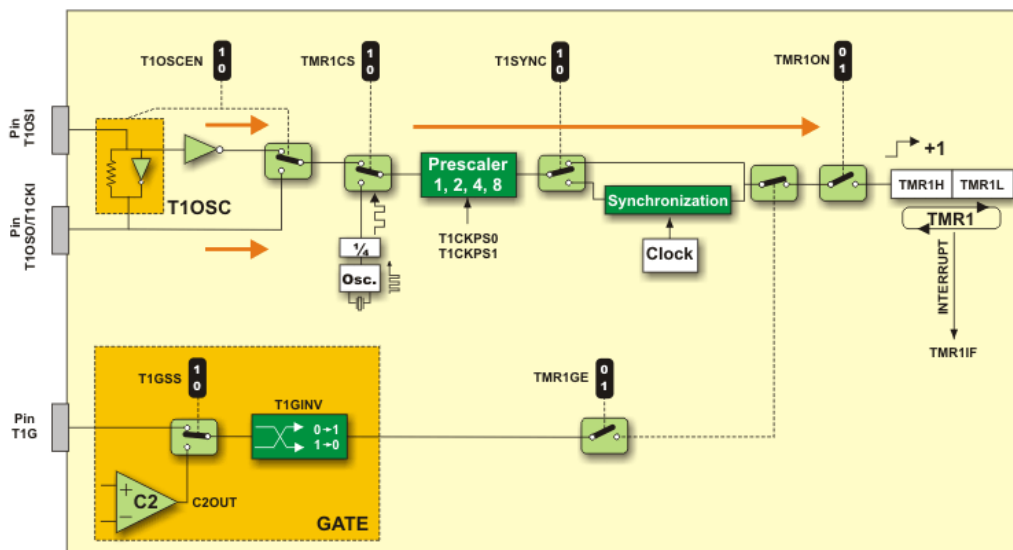 T1OSCEN
1
0
TMR1CS
1
0
T1SYNC
1
0
TMR1ON
0
1
Pin
T1OSI
T1OSC
Pin
T1OSO/T1CKI
Prescaler
1, 2, 4, 8
T1CKPS0
T1CKPS1
¼
Osc.
Synchronization
Clock
+1
TMR1H
TMR1L
TMR1
INTERRUPT
TMR1IF
T1GSS
1
0
T1GINV
0→1
1→0
TMR1GE
0
1
Pin
T1G
+
−
C2
C2OUT
GATE